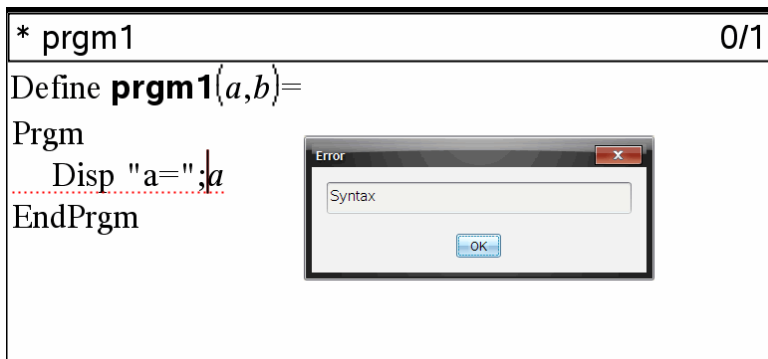 * prgm1 0/1
Define prgm1(a,b)=
Prgm
Disp "a=";a
EndPrgm
Error
Syntax
OK